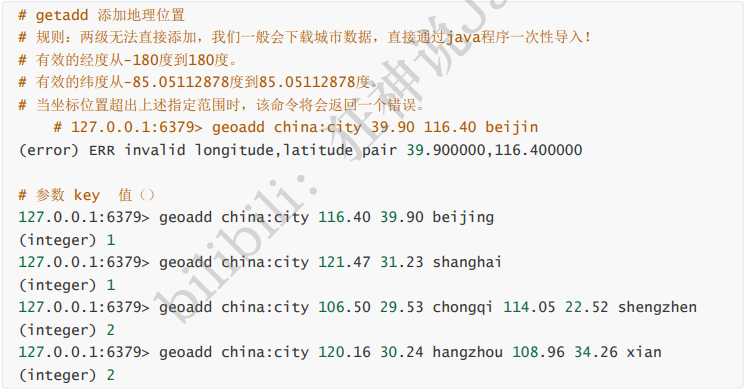 # getadd 添加地理位置
# 规则：两级无法直接添加，我们一般会下载城市数据，直接通过java程序一次性导入！
# 有效的经度从-180度到180度。
# 有效的纬度从-85.05112878度到85.05112878度。
# 当坐标位置超出上述指定范围时，该命令将会返回一个错误。
# 127.0.0.1:6379> geoadd china:city 39.90 116.40 beijin
(error) ERR invalid longitude,latitude pair 39.900000,116.400000
# 参数 key 值（）
127.0.0.1:6379> geoadd china:city 116.40 39.90 beijing
(integer) 1
127.0.0.1:6379> geoadd china:city 121.47 31.23 shanghai
(integer) 1
127.0.0.1:6379> geoadd china:city 106.50 29.53 chongqi 114.05 22.52 shengzhen
(integer) 2
127.0.0.1:6379> geoadd china:city 120.16 30.24 hangzhou 108.96 34.26 xian
(integer) 2
bilibili：狂神说Ja